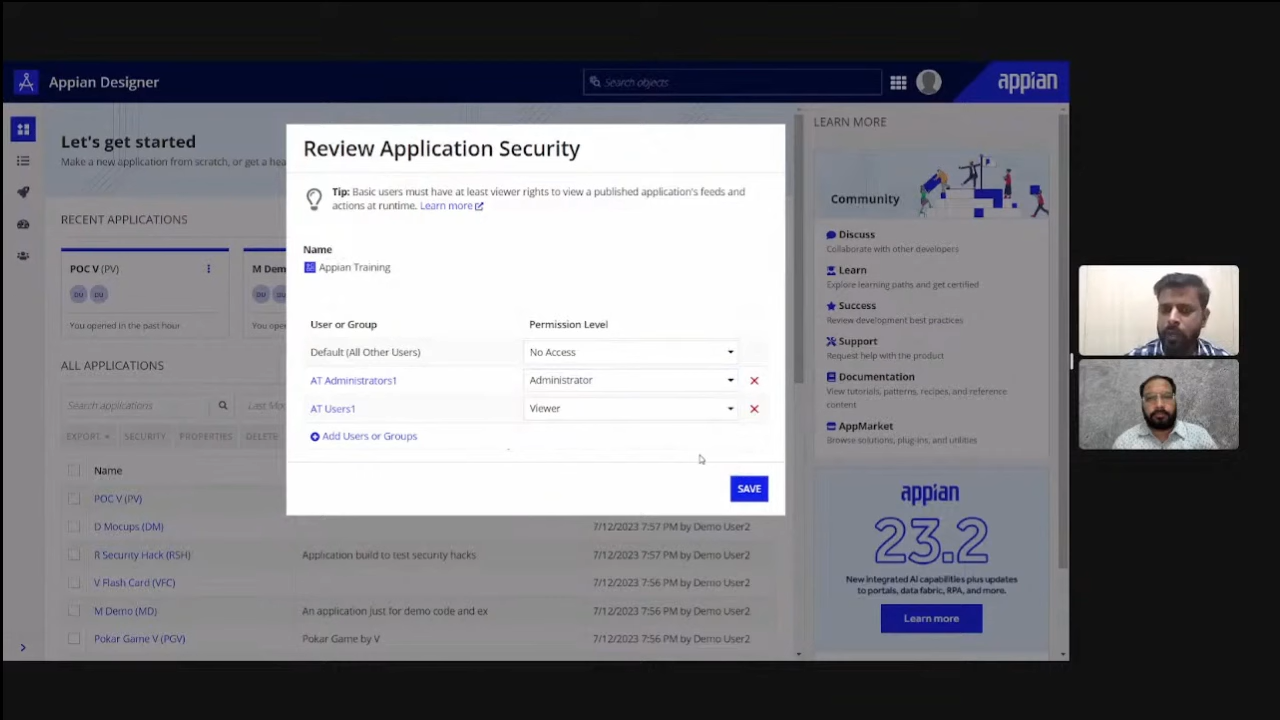 Appian Designer
Search objects
appian
Let's get started
Make a new application from scratch, or get a hea
RECENT APPLICATIONS
POC V (PV)
DU DU
You opened in the past hour
M Dem
DU
You ope
ALL APPLICATIONS
Search applications
Last Mo
EXPORT
SECURITY
PROPERTIES
DELETE
Name
POC V (PV)
D Mocups (DM)
7/12/2023 7:57 PM by Demo User2
R Security Hack (RSH)
Application build to test security hacks
7/12/2023 7:57 PM by Demo User2
V Flash Card (VFC)
7/12/2023 7:56 PM by Demo User2
M Demo (MD)
An application just for demo code and ex
7/12/2023 7:56 PM by Demo User2
Pokar Game V (PGV)
Pokar Game by V
7/12/2023 7:56 PM by Demo User2
Review Application Security
Tip: Basic users must have at least viewer rights to view a published application's feeds and
actions at runtime. Learn more
Name
Appian Training
User or Group
Permission Level
Default (All Other Users)
No Access
AT Administrators1
Administrator
AT Users1
Viewer
Add Users or Groups
SAVE
LEARN MORE
Community
Discuss
Collaborate with other developers
Learn
Explore learning paths and get certified
Success
Review development best practices
Support
Request help with the product
Documentation
View tutorials, patterns, recipes, and reference
content
AppMarket
Browse solutions, plug-ins, and utilities
appian
23.2
New integrated AI capabilities plus updates
to portals, data fabric, RPA, and more.
Learn more